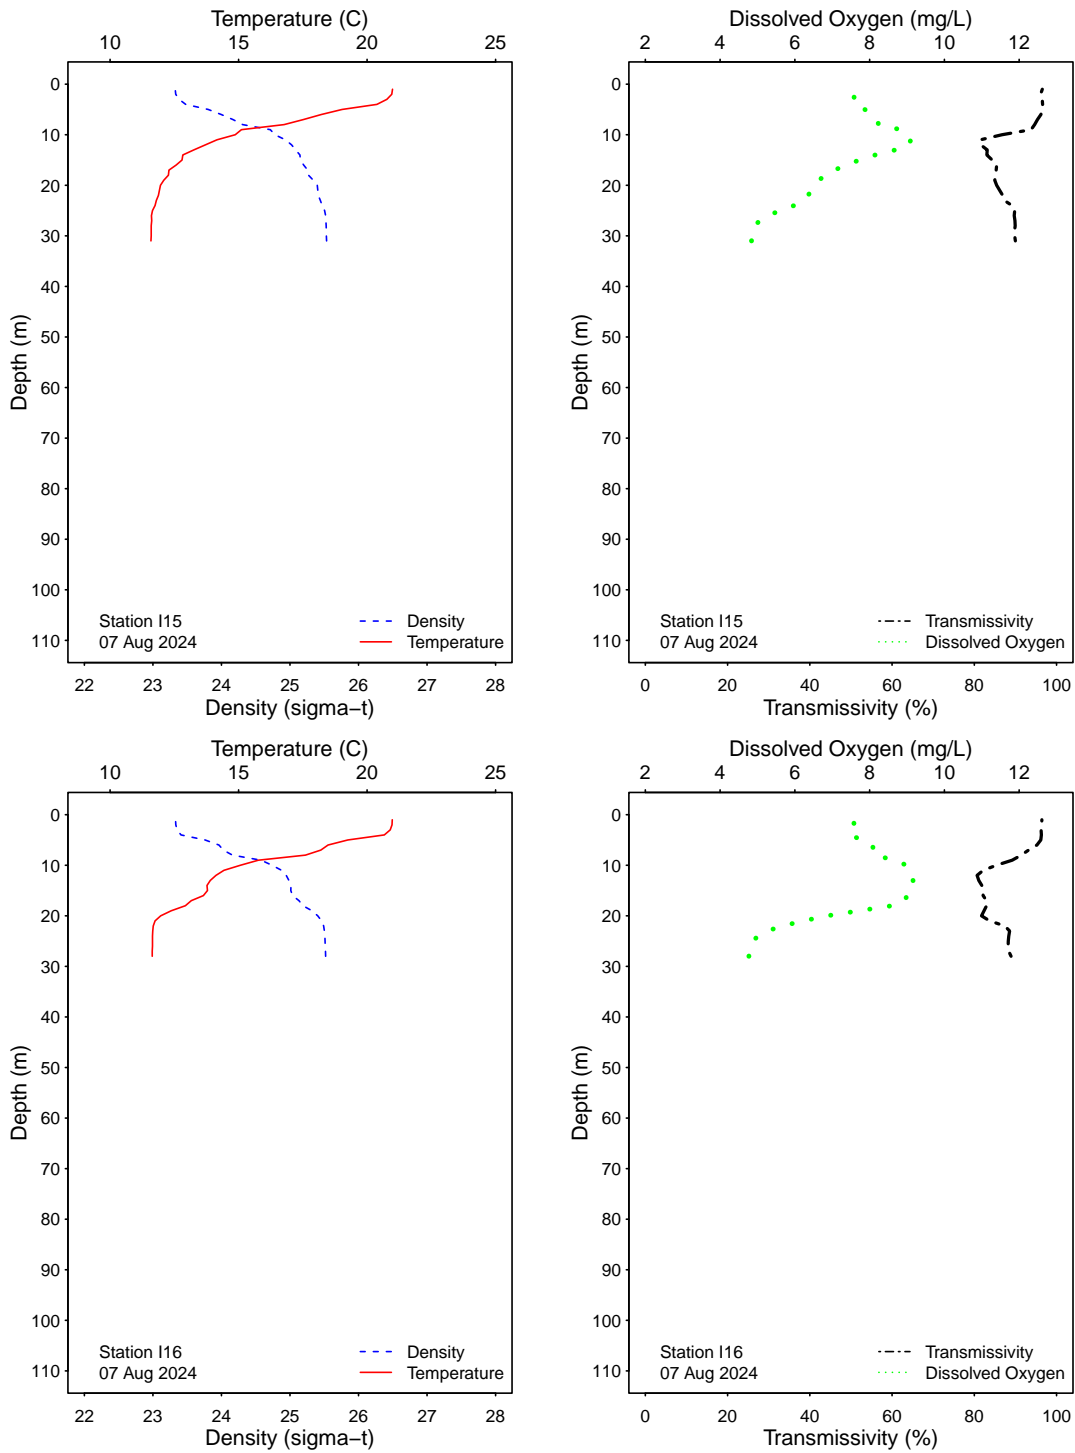 Temperature (C)
10 15 20 25
0
10
20
30
40
50
60
70
80
90
100
110
Depth (m)
Station I15
07 Aug 2024
Density
Temperature
22 23 24 25 26 27 28
Density (sigma−t)
Dissolved Oxygen (mg/L)
2 4 6 8 10 12
0
10
20
30
40
50
60
70
80
90
100
110
Depth (m)
Station I15
07 Aug 2024
Transmissivity
Dissolved Oxygen
0 20 40 60 80 100
Transmissivity (%)
Temperature (C)
10 15 20 25
0
10
20
30
40
50
60
70
80
90
100
110
Depth (m)
Station I16
07 Aug 2024
Density
Temperature
22 23 24 25 26 27 28
Density (sigma−t)
Dissolved Oxygen (mg/L)
2 4 6 8 10 12
0
10
20
30
40
50
60
70
80
90
100
110
Depth (m)
Station I16
07 Aug 2024
Transmissivity
Dissolved Oxygen
0 20 40 60 80 100
Transmissivity (%)